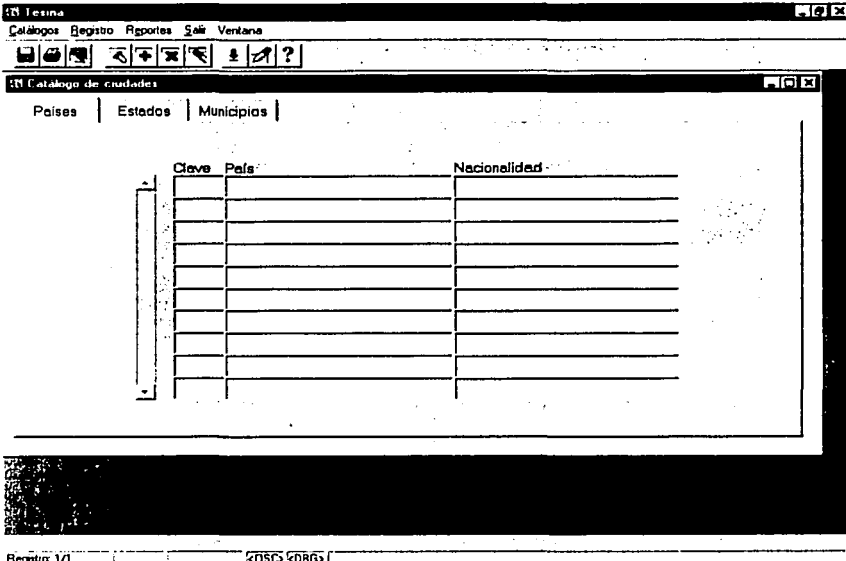 Tesina
Catálogos Registro Reportes Salir Ventana
?
Catálogo de ciudades
Países Estados Municipios
Clave País Nacionalidad
Registro: 1/1 <OSC> <DBG>